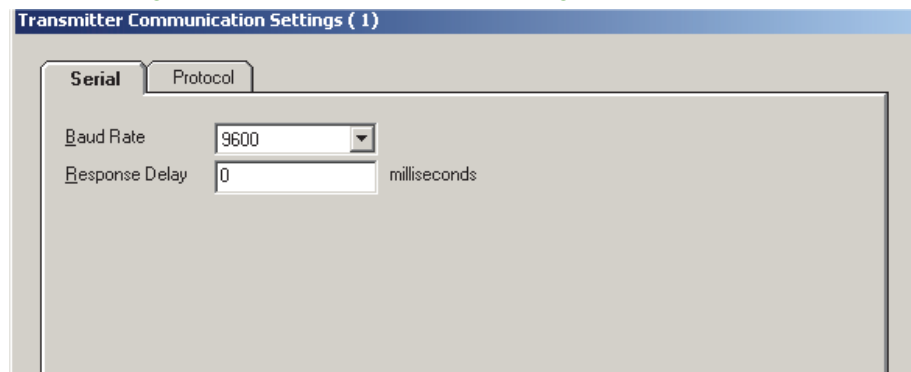 Transmitter Communication Settings ( 1)
Serial Protocol
Baud Rate 9600
Response Delay 0 milliseconds